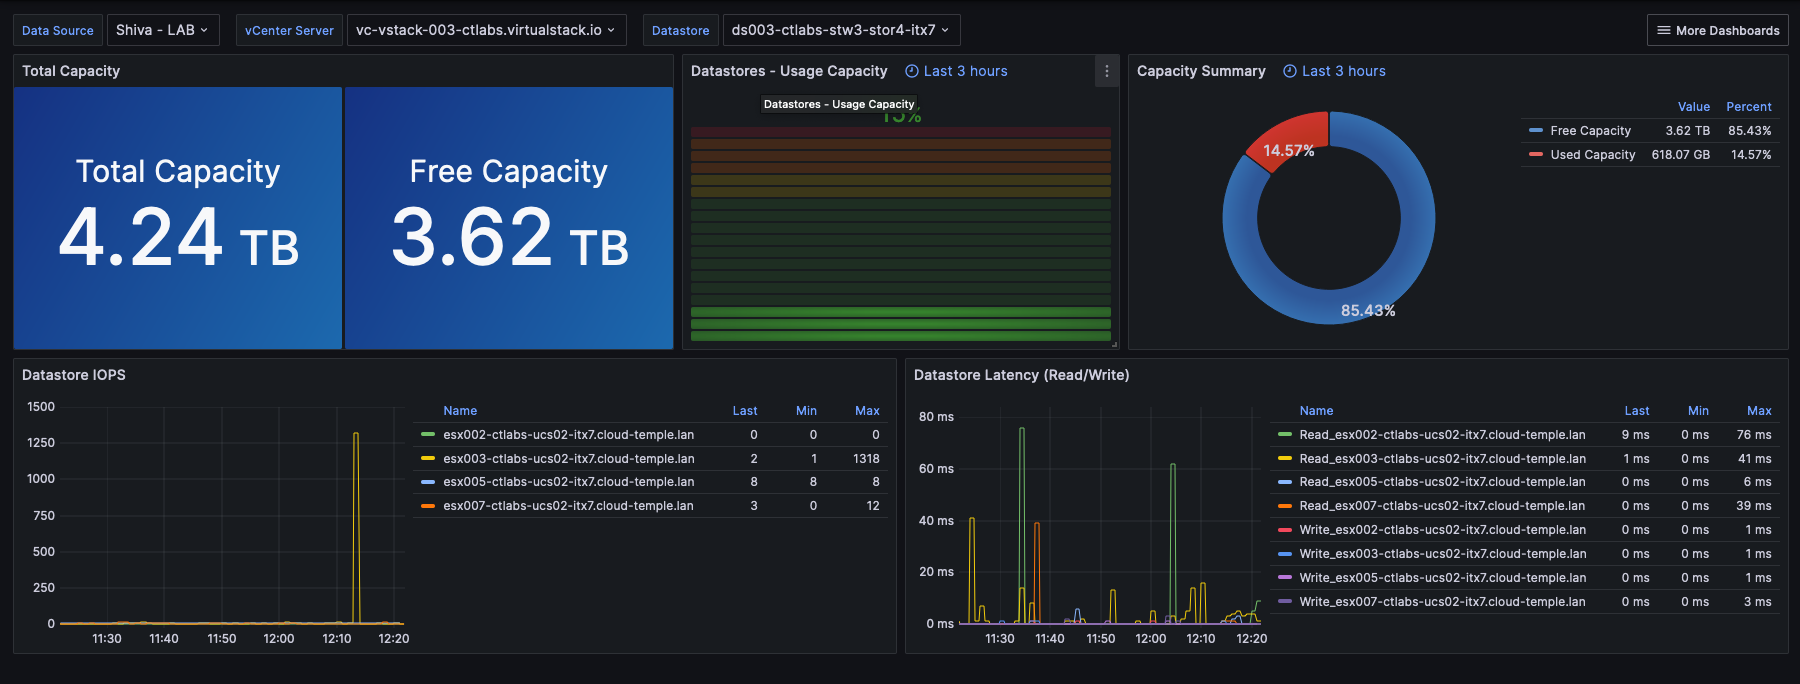 Data Source Shiva - LAB vCenter Server vc-vstack-003-ctlabs.virtualstack.io Datastore ds003-ctlabs-stw3-stor4-itx7 More Dashboards
Total Capacity
Total Capacity
4.24 TB
Free Capacity
3.62 TB
Datastores - Usage Capacity Last 3 hours
Datastores - Usage Capacity
15%
Capacity Summary Last 3 hours
14.57%
85.43%
Value Percent
Free Capacity 3.62 TB 85.43%
Used Capacity 618.07 GB 14.57%
Datastore IOPS
1500
1250
1000
750
500
250
0
11:30 11:40 11:50 12:00 12:10 12:20
Name Last Min Max
esx002-ctlabs-ucs02-itx7.cloud-temple.lan 0 0 0
esx003-ctlabs-ucs02-itx7.cloud-temple.lan 2 1 1318
esx005-ctlabs-ucs02-itx7.cloud-temple.lan 8 8 8
esx007-ctlabs-ucs02-itx7.cloud-temple.lan 3 0 12
Datastore Latency (Read/Write)
80 ms
60 ms
40 ms
20 ms
0 ms
11:30 11:40 11:50 12:00 12:10 12:20
Name Last Min Max
Read_esx002-ctlabs-ucs02-itx7.cloud-temple.lan 9 ms 0 ms 76 ms
Read_esx003-ctlabs-ucs02-itx7.cloud-temple.lan 1 ms 0 ms 41 ms
Read_esx005-ctlabs-ucs02-itx7.cloud-temple.lan 0 ms 0 ms 6 ms
Read_esx007-ctlabs-ucs02-itx7.cloud-temple.lan 0 ms 0 ms 39 ms
Write_esx002-ctlabs-ucs02-itx7.cloud-temple.lan 0 ms 0 ms 1 ms
Write_esx003-ctlabs-ucs02-itx7.cloud-temple.lan 0 ms 0 ms 1 ms
Write_esx005-ctlabs-ucs02-itx7.cloud-temple.lan 0 ms 0 ms 1 ms
Write_esx007-ctlabs-ucs02-itx7.cloud-temple.lan 0 ms 0 ms 3 ms